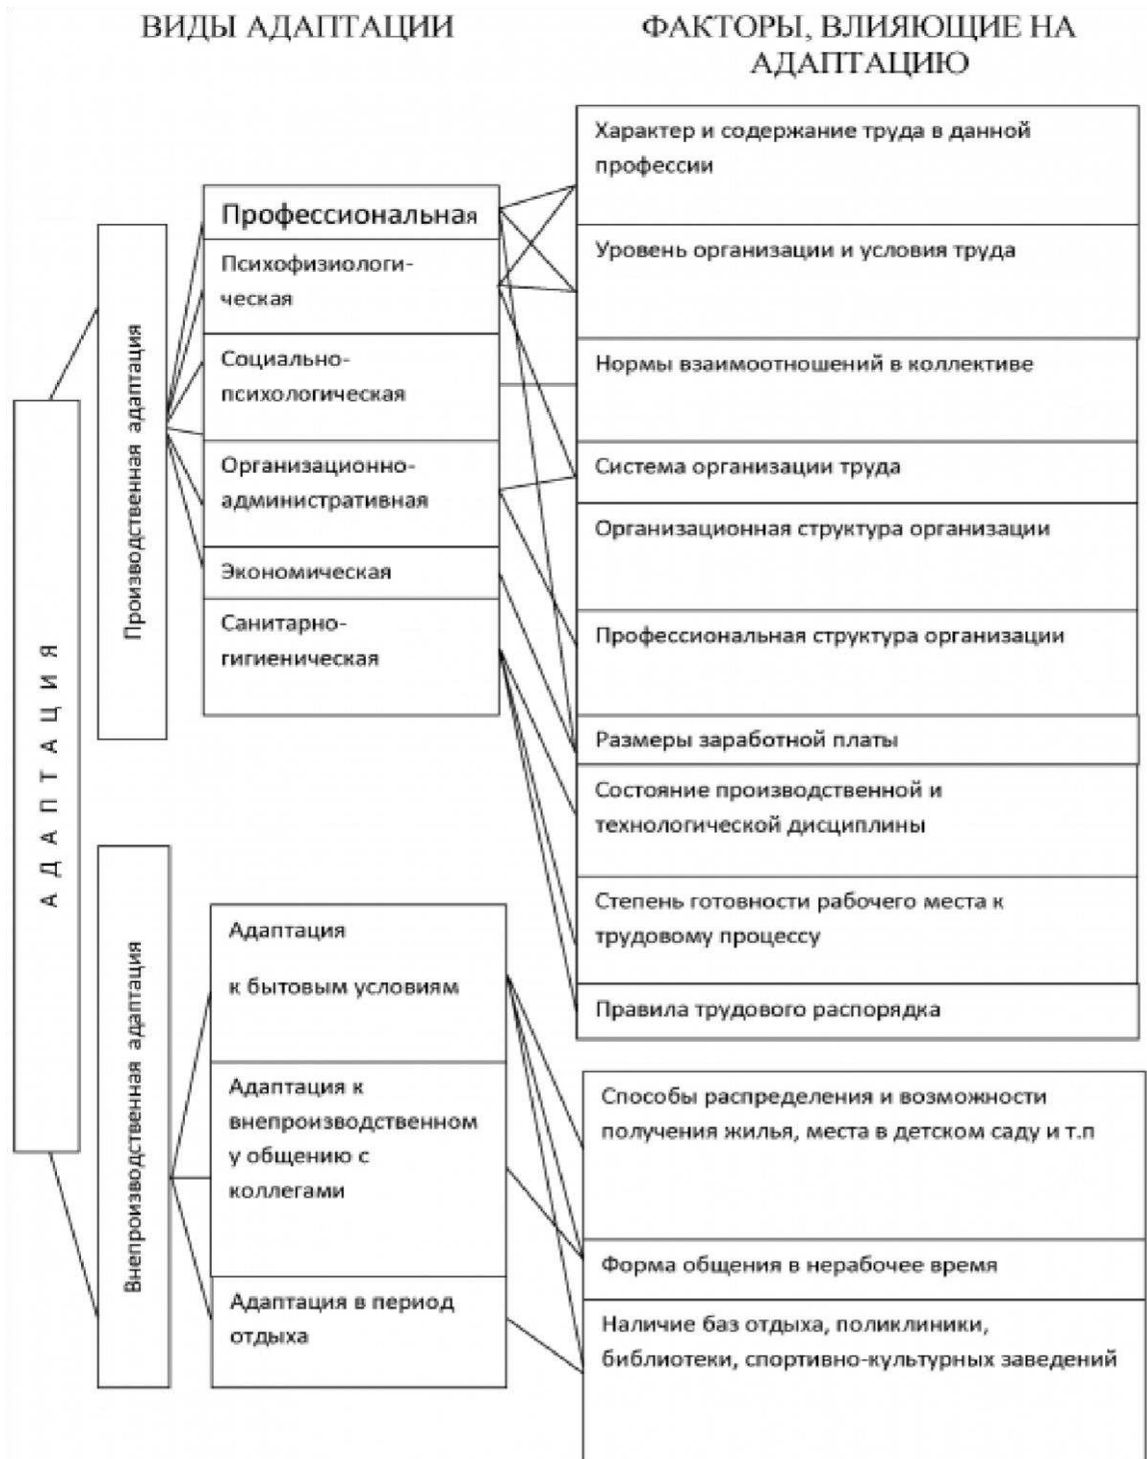 ВИДЫ АДАПТАЦИИ
ФАКТОРЫ, ВЛИЯЮЩИЕ НА
АДАПТАЦИЮ
АДАПТАЦИЯ
Производственная адаптация
Профессиональная
Психофизиологи-
ческая
Социально-
психологическая
Организационно-
административная
Экономическая
Санитарно-
гигиеническая
Характер и содержание труда в данной
профессии
Уровень организации и условия труда
Нормы взаимоотношений в коллективе
Система организации труда
Организационная структура организации
Профессиональная структура организации
Размеры заработной платы
Состояние производственной и
технологической дисциплины
Степень готовности рабочего места к
трудовому процессу
Правила трудового распорядка
Внепроизводственная адаптация
Адаптация
к бытовым условиям
Адаптация к
внепроизводственном
у общению с
коллегами
Адаптация в период
отдыха
Способы распределения и возможности
получения жилья, места в детском саду и т.п
Форма общения в нерабочее время
Наличие баз отдыха, поликлиники,
библиотеки, спортивно-культурных заведений